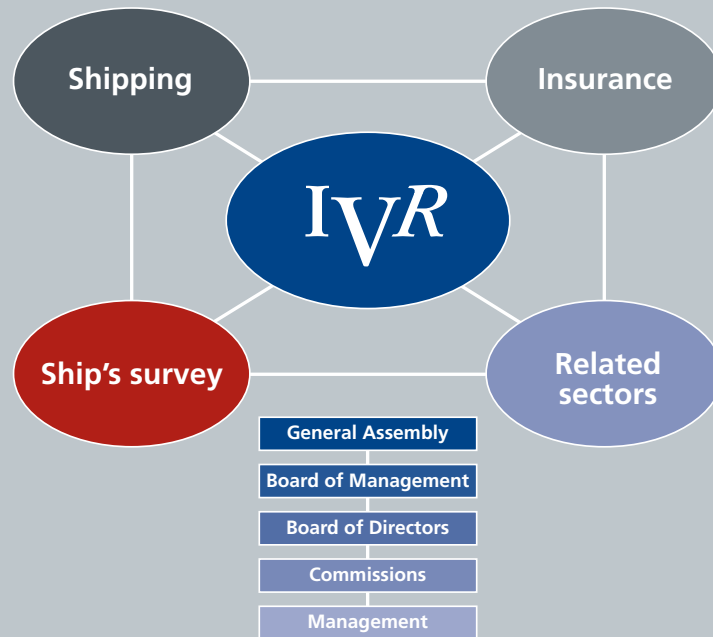 Shipping
Insurance
IVR
Ship's survey
Related
sectors
General Assembly
Board of Management
Board of Directors
Commissions
Management